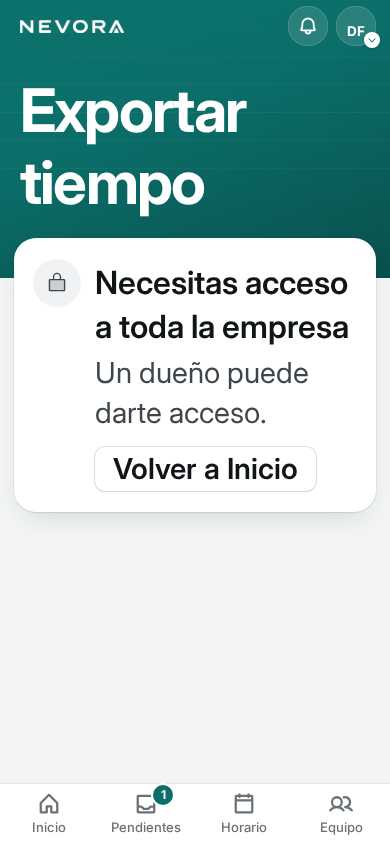 NEVORA
DF
Exportar
tiempo
Necesitas acceso
a toda la empresa
Un dueño puede
darte acceso.
Volver a Inicio
1
Inicio
Pendientes
Horario
Equipo